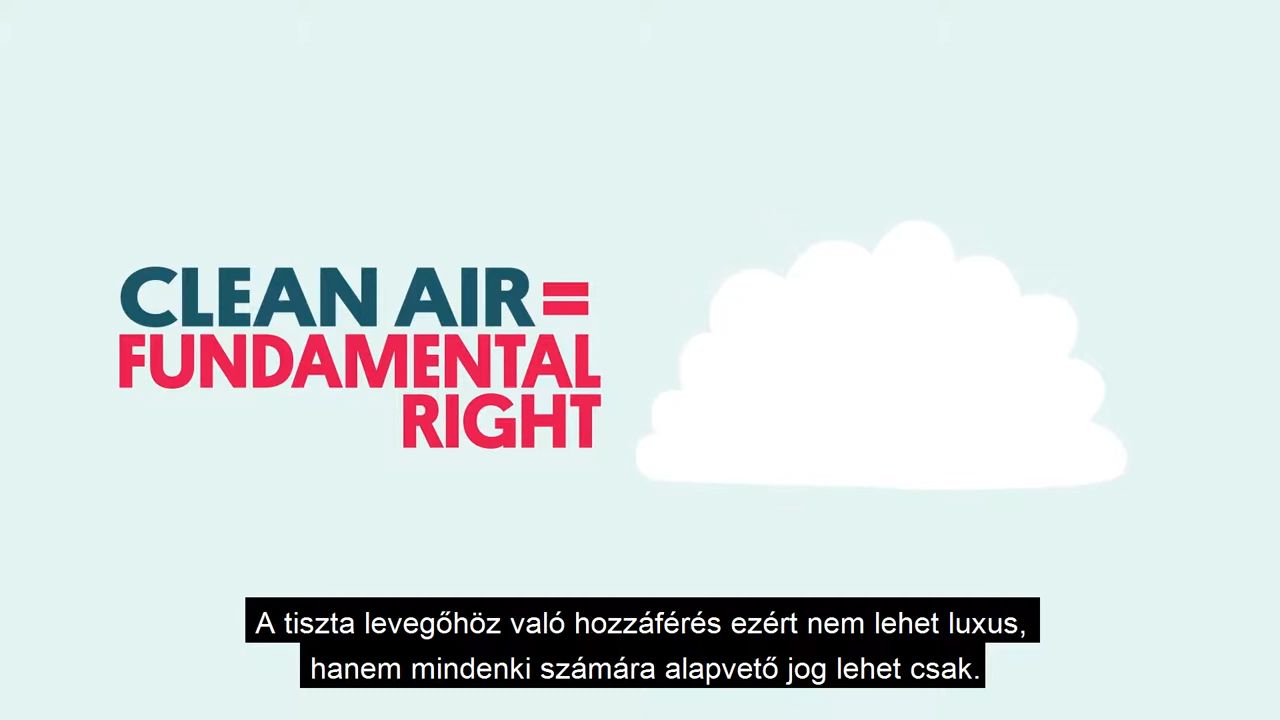 CLEAN AIR =
FUNDAMENTAL
RIGHT
A tiszta levegőhöz való hozzáférés ezért nem lehet luxus,
hanem mindenki számára alapvető jog lehet csak.